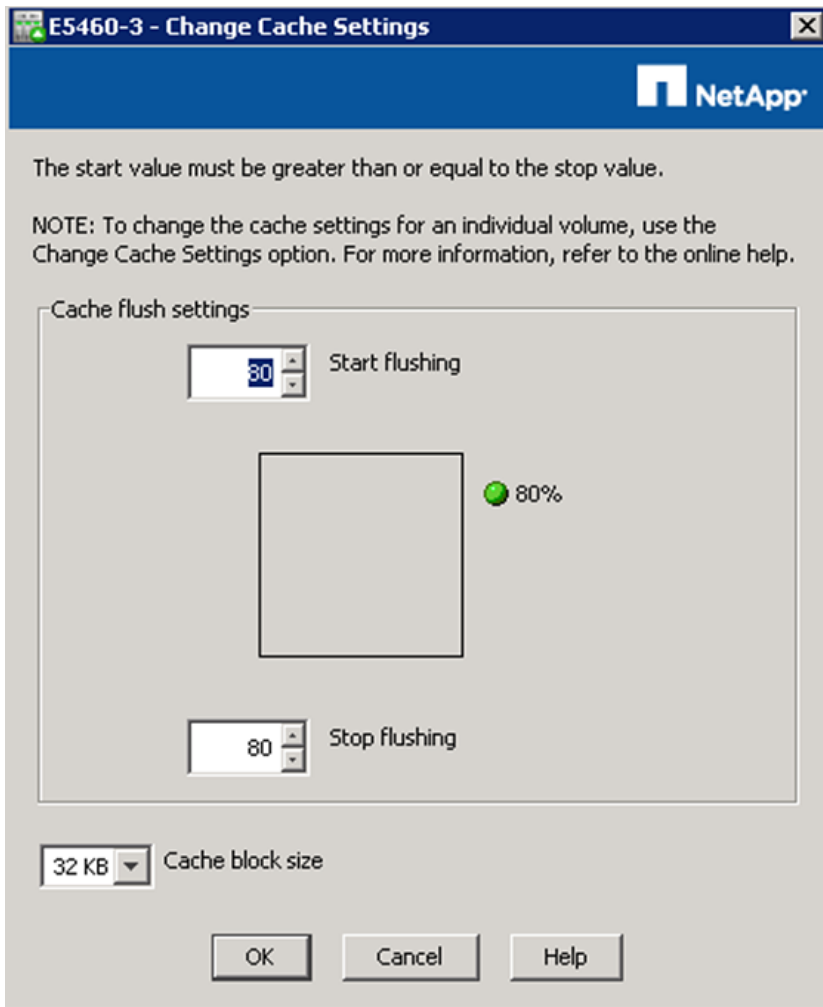 E5460-3 - Change Cache Settings
NetApp
The start value must be greater than or equal to the stop value.
NOTE: To change the cache settings for an individual volume, use the
Change Cache Settings option. For more information, refer to the online help.
Cache flush settings
80 Start flushing
80%
80 Stop flushing
32 KB Cache block size
OK Cancel Help